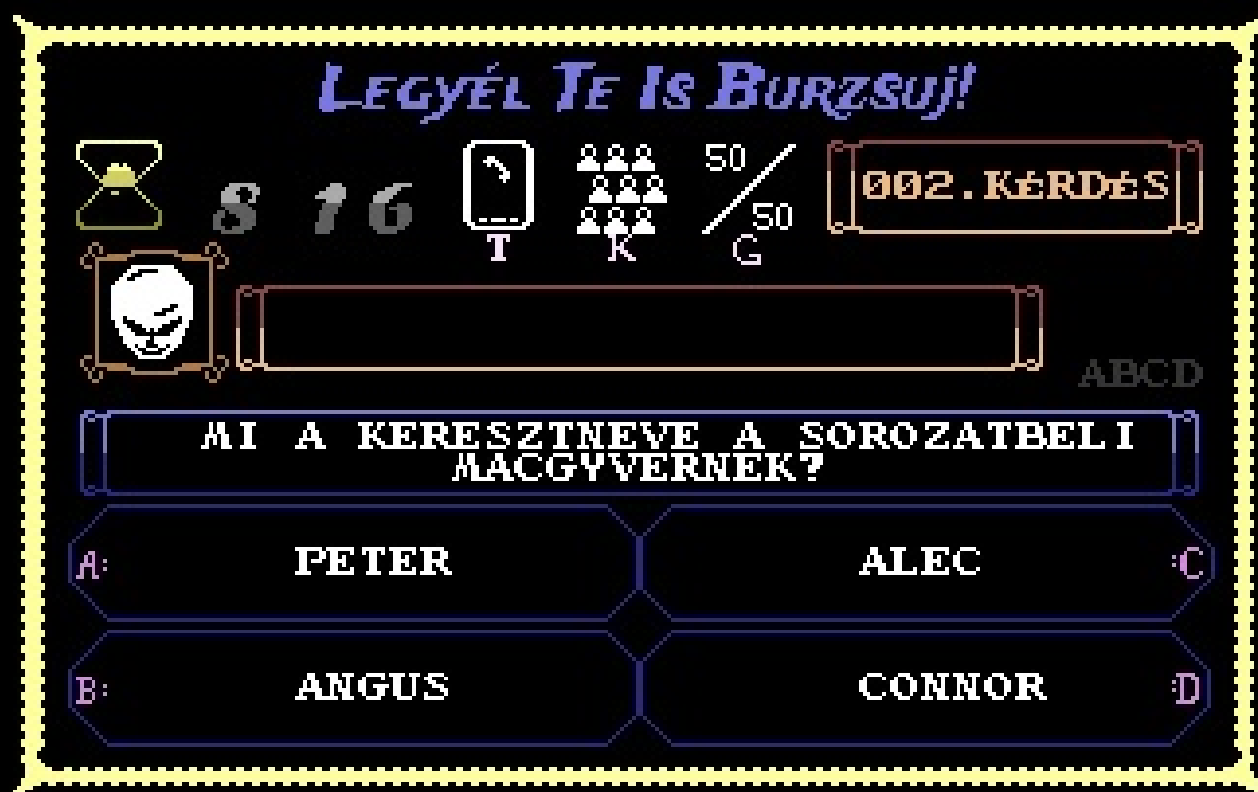 Legyél Te Is Burzsuj!
8 16
50
50
T K G
002.KéRDéS
ABCD
MI A KERESZTNEVE A SOROZATBELI
MACGYVERNEK?
A: PETER
ALEC :C
B: ANGUS
CONNOR :D